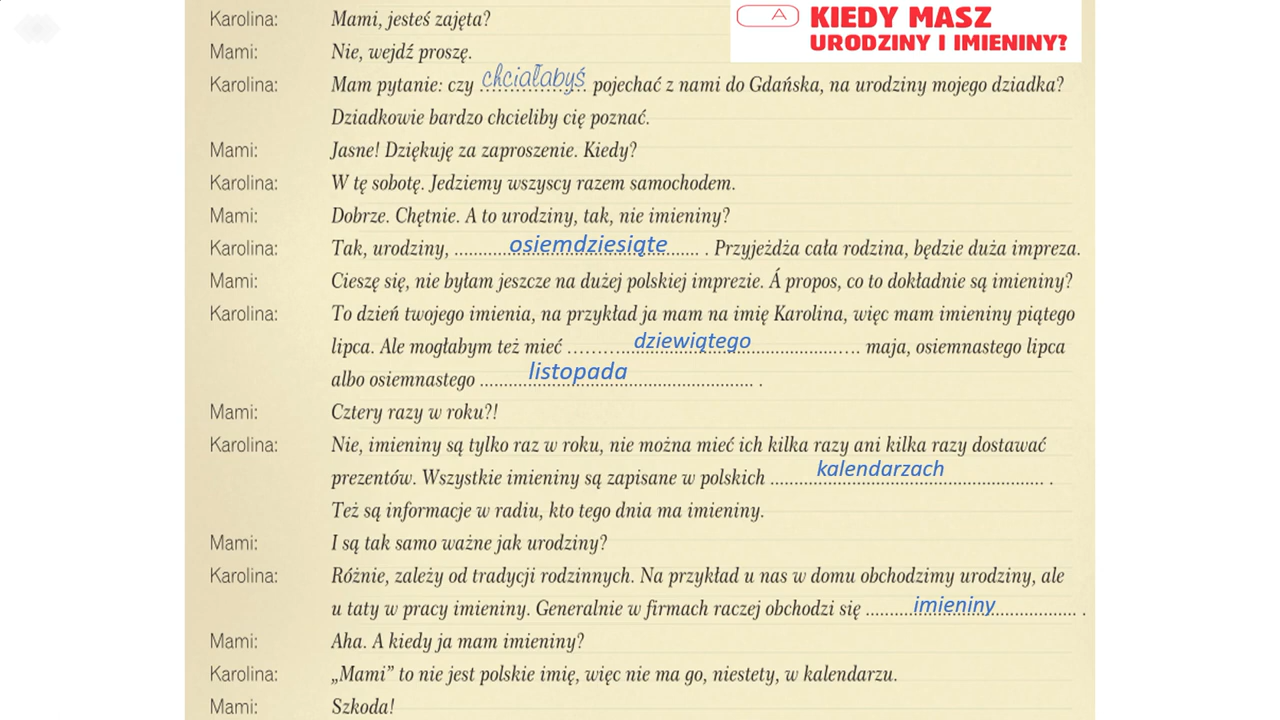 A KIEDY MASZ
URODZINY I IMIENINY?
Karolina: Mami, jesteś zajęta?
Mami: Nie, wejdź proszę.
Karolina: Mam pytanie: czy chciałabyś pojechać z nami do Gdańska, na urodziny mojego dziadka?
Dziadkowie bardzo chcieliby cię poznać.
Mami: Jasne! Dziękuję za zaproszenie. Kiedy?
Karolina: W tę sobotę. Jedziemy wszyscy razem samochodem.
Mami: Dobrze. Chętnie. A to urodziny, tak, nie imieniny?
Karolina: Tak, urodziny, osiemdziesiąte . Przyjeżdża cała rodzina, będzie duża impreza.
Mami: Cieszę się, nie byłam jeszcze na dużej polskiej imprezie. Á propos, co to dokładnie są imieniny?
Karolina: To dzień twojego imienia, na przykład ja mam na imię Karolina, więc mam imieniny piątego
lipca. Ale mogłabym też mieć dziewiątego maja, osiemnastego lipca
albo osiemnastego listopada .
Mami: Cztery razy w roku?!
Karolina: Nie, imieniny są tylko raz w roku, nie można mieć ich kilka razy ani kilka razy dostawać
prezentów. Wszystkie imieniny są zapisane w polskich kalendarzach .
Też są informacje w radiu, kto tego dnia ma imieniny.
Mami: I są tak samo ważne jak urodziny?
Karolina: Różnie, zależy od tradycji rodzinnych. Na przykład u nas w domu obchodzimy urodziny, ale
u taty w pracy imieniny. Generalnie w firmach raczej obchodzi się imieniny .
Mami: Aha. A kiedy ja mam imieniny?
Karolina: „Mami” to nie jest polskie imię, więc nie ma go, niestety, w kalendarzu.
Mami: Szkoda!